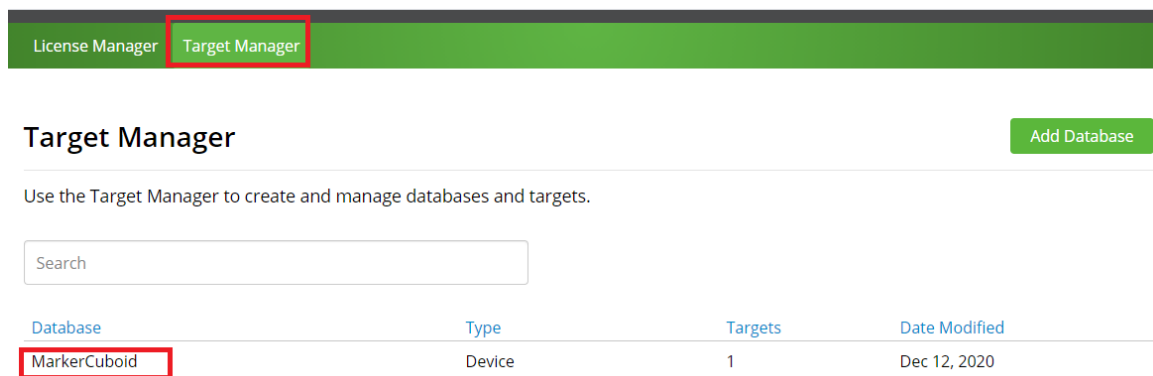 License Manager Target Manager
Target Manager
Add Database
Use the Target Manager to create and manage databases and targets.
Search
Database Type Targets Date Modified
MarkerCuboid Device 1 Dec 12, 2020